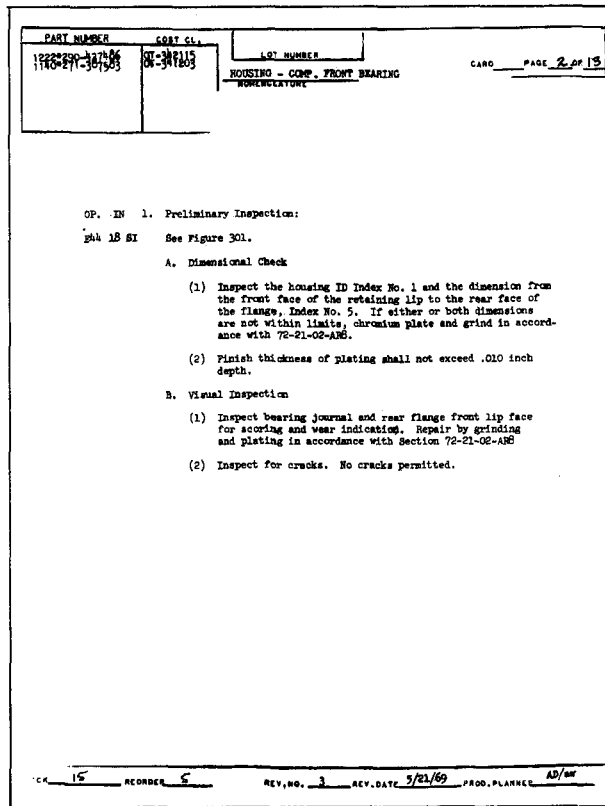 PART NUMBER COST CL.
LOT NUMBER
HOUSING - COMP. FRONT BEARING
NOMENCLATURE
CARD PAGE 2 OF 13
OP. IN 1. Preliminary Inspection:
18 SI See Figure 301.
A. Dimensional Check
(1) Inspect the housing ID Index No. 1 and the dimension from
the front face of the retaining lip to the rear face of
the flange, Index No. 5. If either or both dimensions
are not within limits, chromium plate and grind in accord-
ance with 72-21-02-AR8.
(2) Finish thickness of plating shall not exceed .010 inch
depth.
B. Visual Inspection
(1) Inspect bearing journal and rear flange front lip face
for scoring and wear indication. Repair by grinding
and plating in accordance with Section 72-21-02-AR8
(2) Inspect for cracks. No cracks permitted.
CK 15 REORDER 5 REV. NO. 3 REV. DATE 5/21/69 PROD. PLANNER